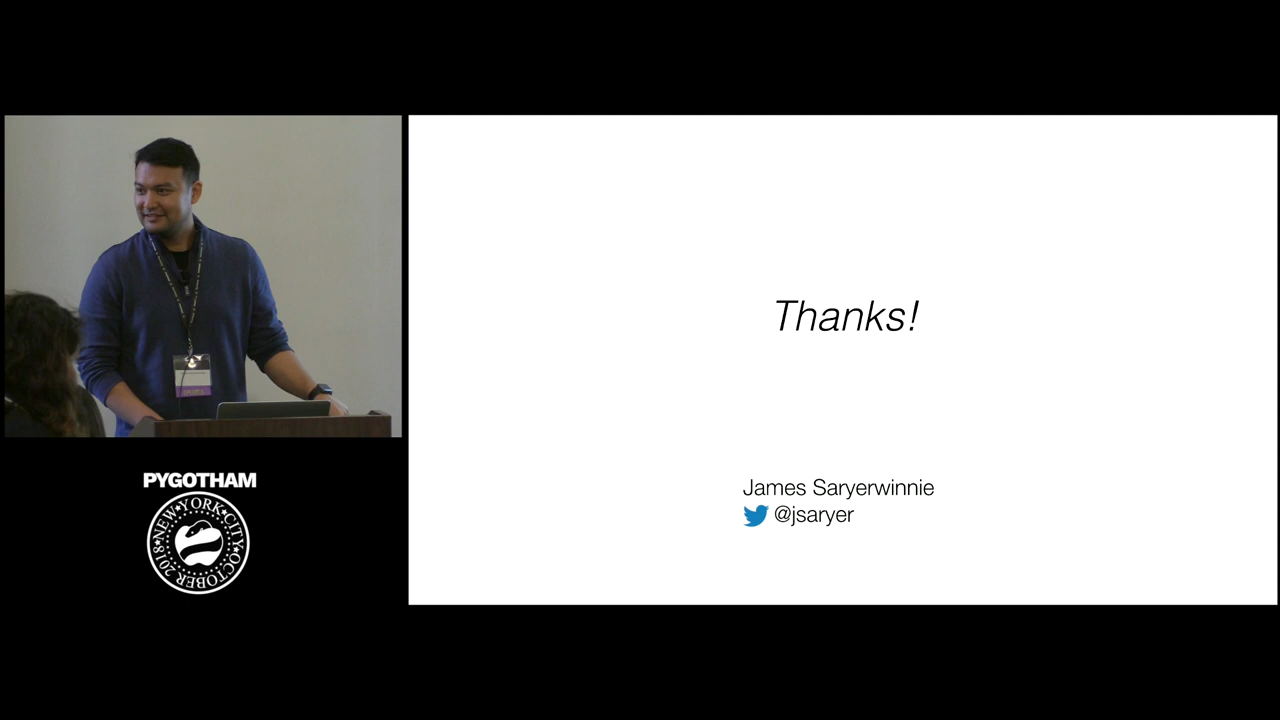 PYGOTHAM
NEW YORK CITY OCTOBER 2018
Thanks!
James Saryerwinnie
@jsaryer